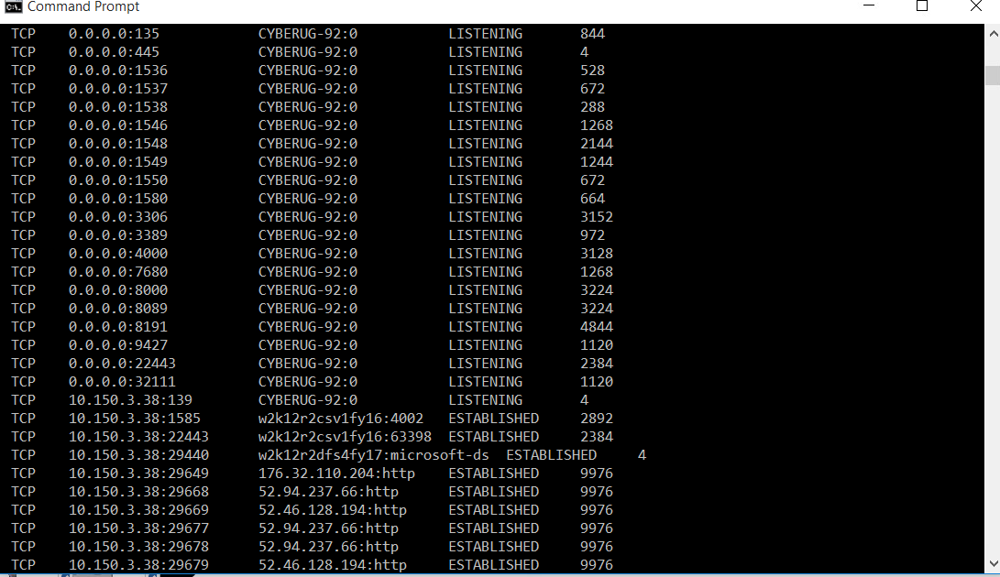 Command Prompt
TCP 0.0.0.0:135 CYBERUG-92:0 LISTENING 844
TCP 0.0.0.0:445 CYBERUG-92:0 LISTENING 4
TCP 0.0.0.0:1536 CYBERUG-92:0 LISTENING 528
TCP 0.0.0.0:1537 CYBERUG-92:0 LISTENING 672
TCP 0.0.0.0:1538 CYBERUG-92:0 LISTENING 288
TCP 0.0.0.0:1546 CYBERUG-92:0 LISTENING 1268
TCP 0.0.0.0:1548 CYBERUG-92:0 LISTENING 2144
TCP 0.0.0.0:1549 CYBERUG-92:0 LISTENING 1244
TCP 0.0.0.0:1550 CYBERUG-92:0 LISTENING 672
TCP 0.0.0.0:1580 CYBERUG-92:0 LISTENING 664
TCP 0.0.0.0:3306 CYBERUG-92:0 LISTENING 3152
TCP 0.0.0.0:3389 CYBERUG-92:0 LISTENING 972
TCP 0.0.0.0:4000 CYBERUG-92:0 LISTENING 3128
TCP 0.0.0.0:7680 CYBERUG-92:0 LISTENING 1268
TCP 0.0.0.0:8000 CYBERUG-92:0 LISTENING 3224
TCP 0.0.0.0:8089 CYBERUG-92:0 LISTENING 3224
TCP 0.0.0.0:8191 CYBERUG-92:0 LISTENING 4844
TCP 0.0.0.0:9427 CYBERUG-92:0 LISTENING 1120
TCP 0.0.0.0:22443 CYBERUG-92:0 LISTENING 2384
TCP 0.0.0.0:32111 CYBERUG-92:0 LISTENING 1120
TCP 10.150.3.38:139 CYBERUG-92:0 LISTENING 4
TCP 10.150.3.38:1585 w2k12r2csv1fy16:4002 ESTABLISHED 2892
TCP 10.150.3.38:22443 w2k12r2csv1fy16:63398 ESTABLISHED 2384
TCP 10.150.3.38:29440 w2k12r2dfs4fy17:microsoft-ds ESTABLISHED 4
TCP 10.150.3.38:29649 176.32.110.204:http ESTABLISHED 9976
TCP 10.150.3.38:29668 52.94.237.66:http ESTABLISHED 9976
TCP 10.150.3.38:29669 52.46.128.194:http ESTABLISHED 9976
TCP 10.150.3.38:29677 52.94.237.66:http ESTABLISHED 9976
TCP 10.150.3.38:29678 52.94.237.66:http ESTABLISHED 9976
TCP 10.150.3.38:29679 52.46.128.194:http ESTABLISHED 9976